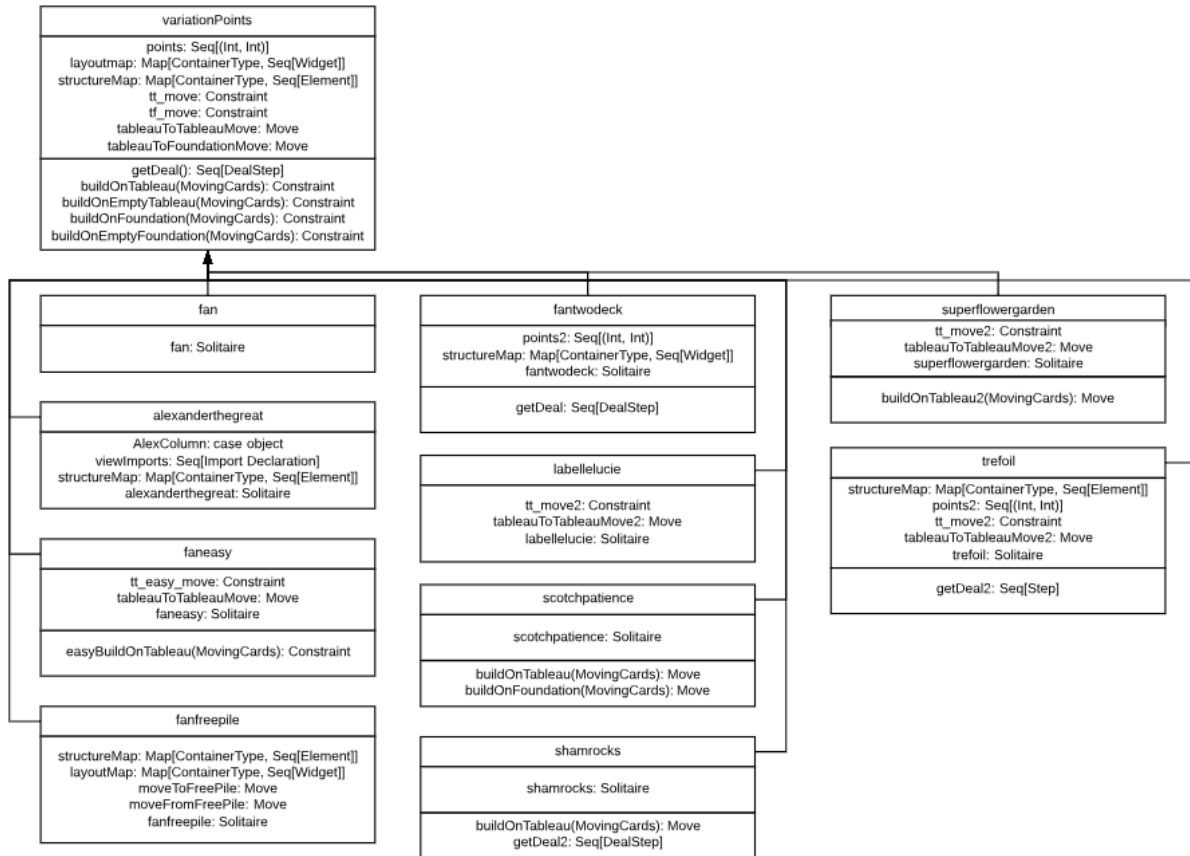 variationPoints
points: Seq[(Int, Int)]
layoutmap: Map[ContainerType, Seq[Widget]]
structureMap: Map[ContainerType, Seq[Element]]
tt_move: Constraint
tf_move: Constraint
tableauToTableauMove: Move
tableauToFoundationMove: Move
getDeal(): Seq[DealStep]
buildOnTableau(MovingCards): Constraint
buildOnEmptyTableau(MovingCards): Constraint
buildOnFoundation(MovingCards): Constraint
buildOnEmptyFoundation(MovingCards): Constraint
fan
fan: Solitaire
alexanderthegreat
AlexColumn: case object
viewImports: Seq[Import Declaration]
structureMap: Map[ContainerType, Seq[Element]]
alexanderthegreat: Solitaire
faneasy
tt_easy_move: Constraint
tableauToTableauMove: Move
faneasy: Solitaire
easyBuildOnTableau(MovingCards): Constraint
fanfreepile
structureMap: Map[ContainerType, Seq[Element]]
layoutMap: Map[ContainerType, Seq[Widget]]
moveToFreePile: Move
moveFromFreePile: Move
fanfreepile: Solitaire
fantwodeck
points2: Seq[(Int, Int)]
structureMap: Map[ContainerType, Seq[Widget]]
fantwodeck: Solitaire
getDeal: Seq[DealStep]
labellelucie
tt_move2: Constraint
tableauToTableauMove2: Move
labellelucie: Solitaire
scotchpatience
scotchpatience: Solitaire
buildOnTableau(MovingCards): Move
buildOnFoundation(MovingCards): Move
shamrocks
shamrocks: Solitaire
buildOnTableau(MovingCards): Move
getDeal2: Seq[DealStep]
superflowergarden
tt_move2: Constraint
tableauToTableauMove2: Move
superflowergarden: Solitaire
buildOnTableau2(MovingCards): Move
trefoil
structureMap: Map[ContainerType, Seq[Element]]
points2: Seq[(Int, Int)]
tt_move2: Constraint
tableauToTableauMove2: Move
trefoil: Solitaire
getDeal2: Seq[Step]